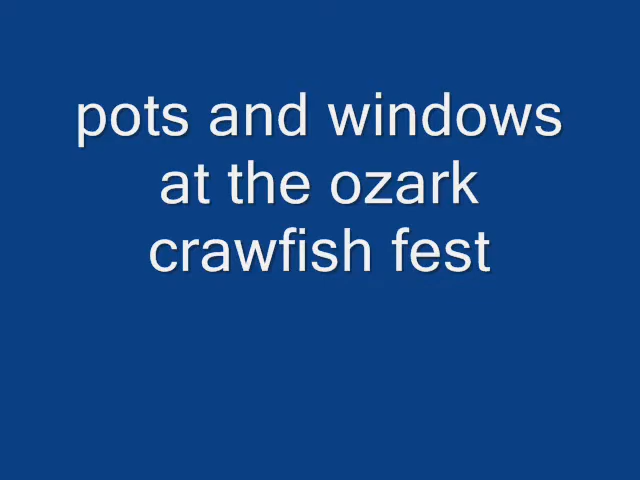 pots and windows
at the ozark
crawfish fest